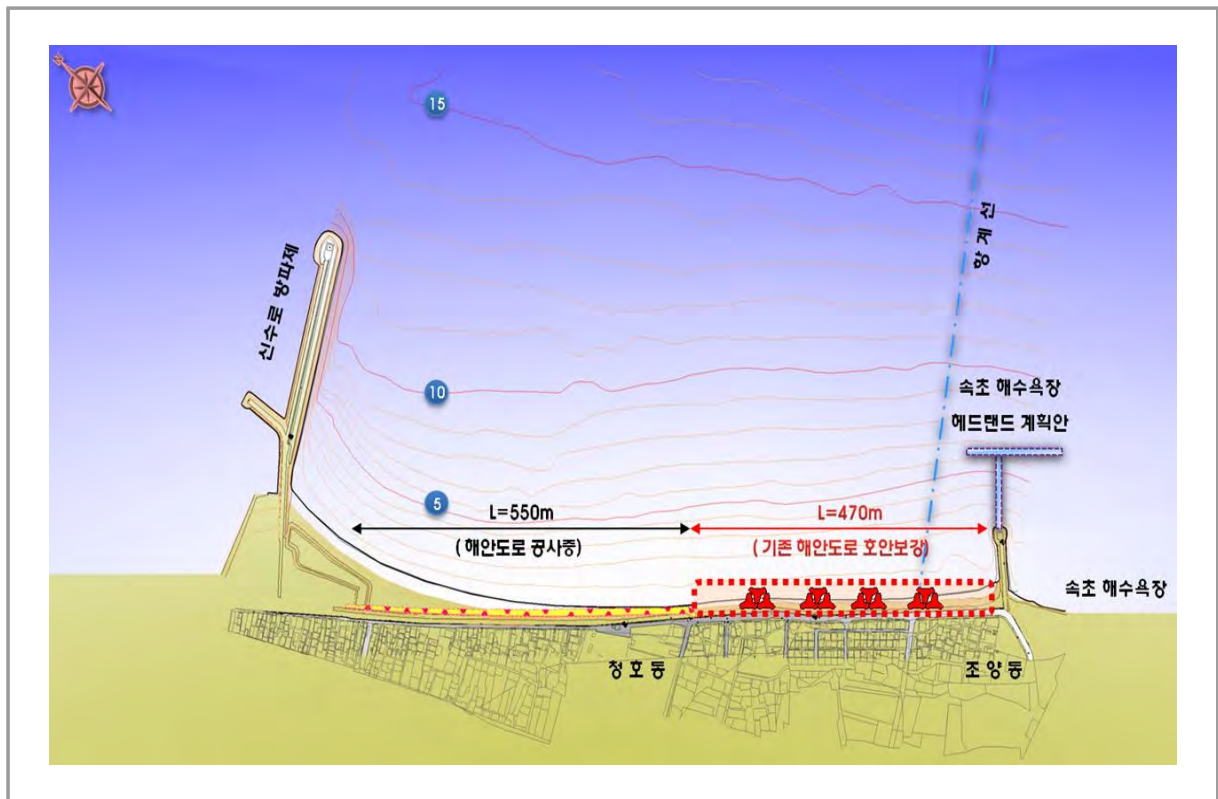 15
신수로 방파제
항계선
10
속초 해수욕장
헤드랜드 계획안
5
L=550m
(해안도로 공사중)
L=470m
(기존 해안도로 호안보강)
속초 해수욕장
청호동
조양동